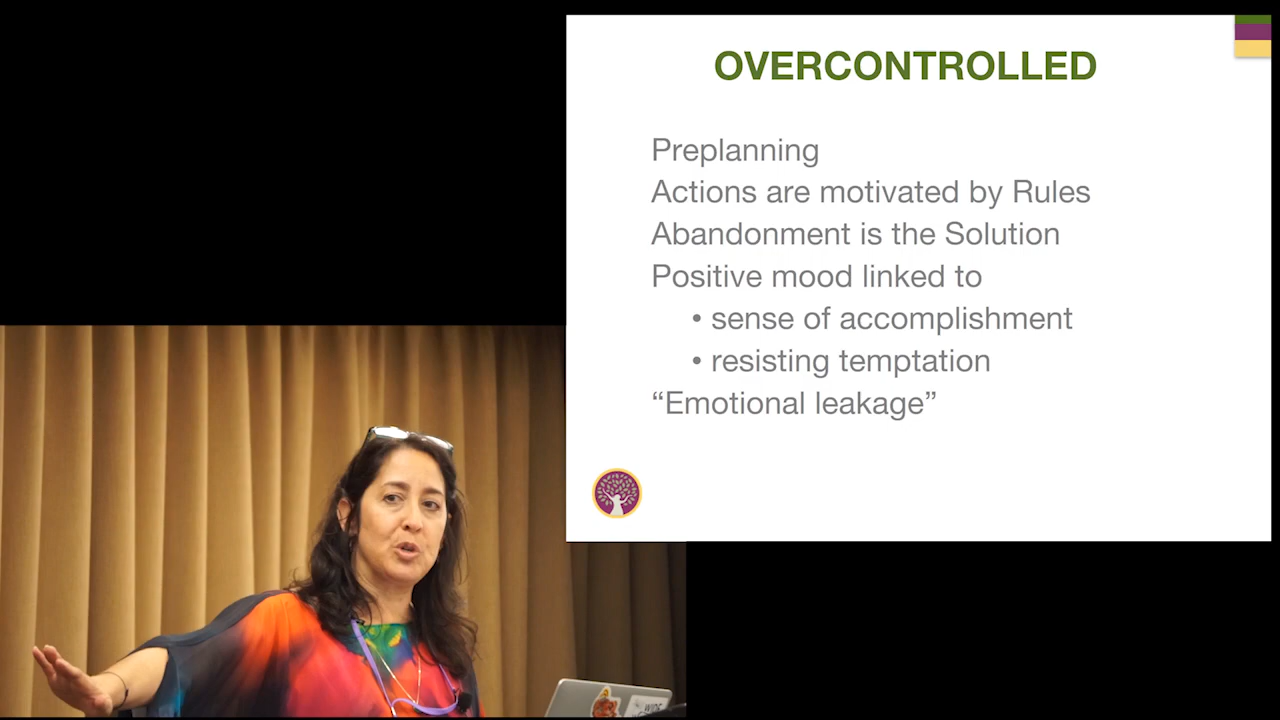 OVERCONTROLLED
Preplanning
Actions are motivated by Rules
Abandonment is the Solution
Positive mood linked to
• sense of accomplishment
• resisting temptation
“Emotional leakage”
WIDE